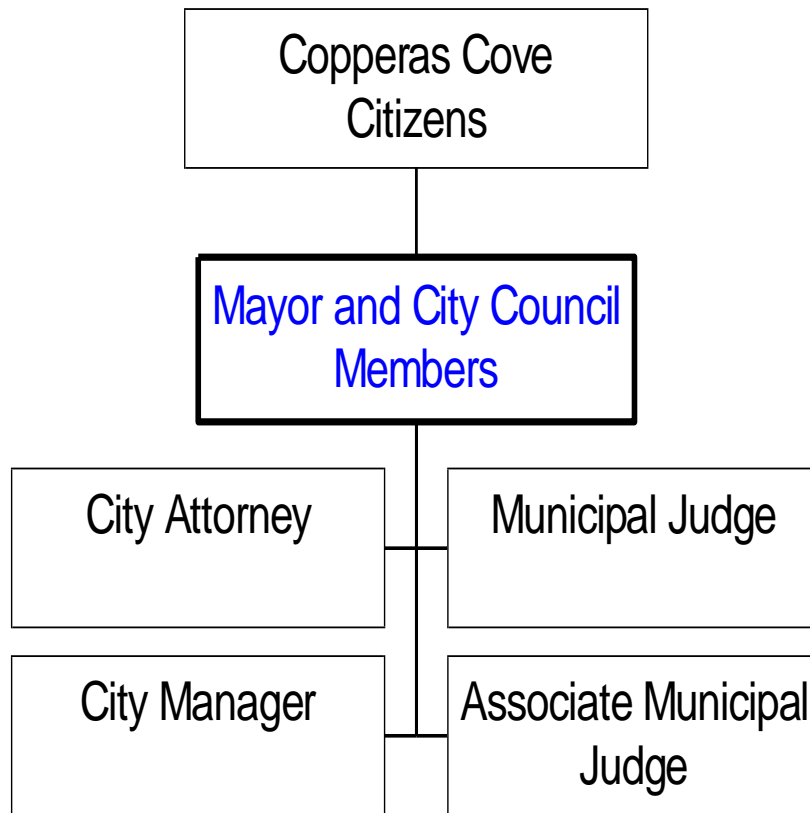 Copperas Cove
Citizens
Mayor and City Council
Members
City Attorney
Municipal Judge
City Manager
Associate Municipal
Judge